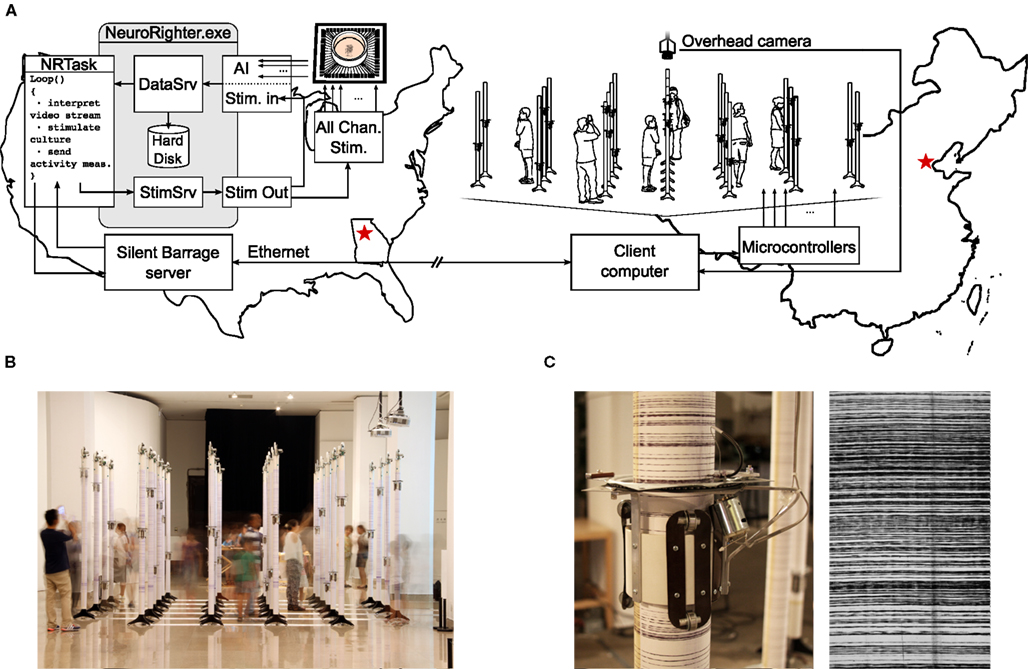 A
NeuroRighter.exe
NRTask
Loop()
{
· interpret
video stream
· stimulate
culture
· send
activity meas.
}
DataSrv
Hard
Disk
StimSrv
AI
...
Stim. in
...
All Chan.
Stim.
Stim Out
Silent Barrage
server
Ethernet
Overhead camera
Client
computer
...
Microcontrollers
B
C